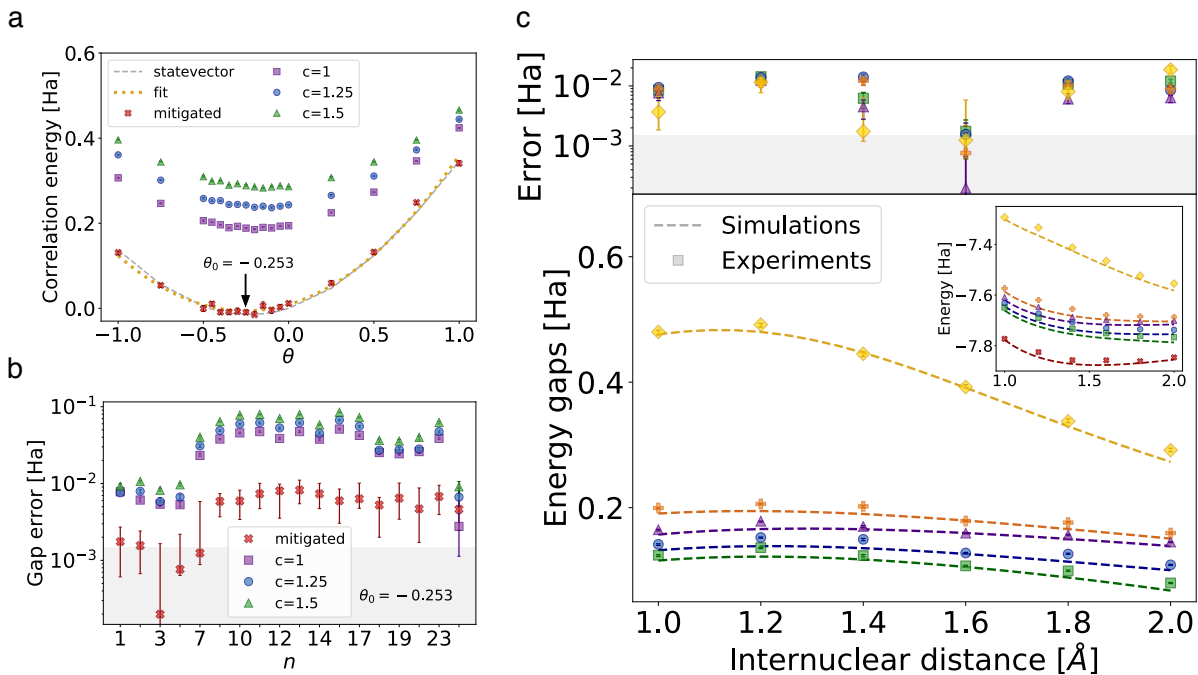 a
Correlation energy [Ha]
0.6
0.4
0.2
0.0
statevector
fit
mitigated
c=1
c=1.25
c=1.5
θ₀ = −0.253
−1.0 −0.5 0.0 0.5 1.0
θ
b
Gap error [Ha]
10⁻¹
10⁻²
10⁻³
mitigated
c=1
c=1.25
c=1.5
θ₀ = −0.253
1 3 7 10 12 14 17 19 23
n
c
Error [Ha]
10⁻²
10⁻³
Energy gaps [Ha]
0.6
0.4
0.2
Simulations
Experiments
Energy [Ha]
−7.4
−7.6
−7.8
1.0 1.5 2.0
1.0 1.2 1.4 1.6 1.8 2.0
Internuclear distance [Å]